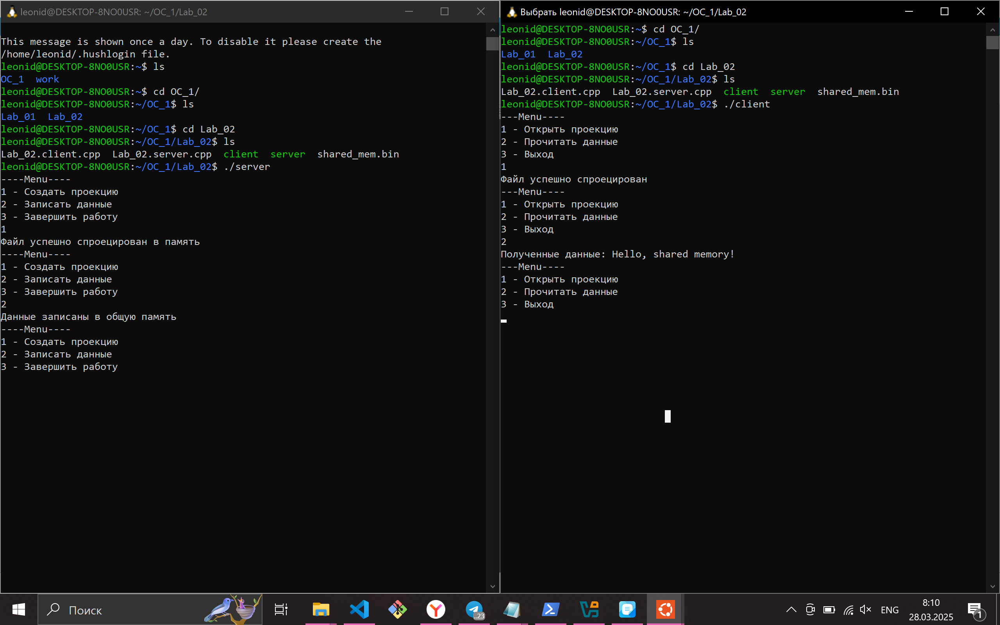 leonid@DESKTOP-8NO0USR: ~/OC_1/Lab_02
This message is shown once a day. To disable it please create the
/home/leonid/.hushlogin file.
leonid@DESKTOP-8NO0USR:~$ ls
OC_1  work
leonid@DESKTOP-8NO0USR:~$ cd OC_1/
leonid@DESKTOP-8NO0USR:~/OC_1$ ls
Lab_01  Lab_02
leonid@DESKTOP-8NO0USR:~/OC_1$ cd Lab_02
leonid@DESKTOP-8NO0USR:~/OC_1/Lab_02$ ls
Lab_02.client.cpp  Lab_02.server.cpp  client  server  shared_mem.bin
leonid@DESKTOP-8NO0USR:~/OC_1/Lab_02$ ./server
----Menu----
1 - Создать проекцию
2 - Записать данные
3 - Завершить работу
1
Файл успешно спроецирован в память
----Menu----
1 - Создать проекцию
2 - Записать данные
3 - Завершить работу
2
Данные записаны в общую память
----Menu----
1 - Создать проекцию
2 - Записать данные
3 - Завершить работу
Выбрать leonid@DESKTOP-8NO0USR: ~/OC_1/Lab_02
leonid@DESKTOP-8NO0USR:~$ cd OC_1/
leonid@DESKTOP-8NO0USR:~/OC_1$ ls
Lab_01  Lab_02
leonid@DESKTOP-8NO0USR:~/OC_1$ cd Lab_02
leonid@DESKTOP-8NO0USR:~/OC_1/Lab_02$ ls
Lab_02.client.cpp  Lab_02.server.cpp  client  server  shared_mem.bin
leonid@DESKTOP-8NO0USR:~/OC_1/Lab_02$ ./client
---Menu----
1 - Открыть проекцию
2 - Прочитать данные
3 - Выход
1
Файл успешно спроецирован
---Menu----
1 - Открыть проекцию
2 - Прочитать данные
3 - Выход
2
Полученные данные: Hello, shared memory!
---Menu----
1 - Открыть проекцию
2 - Прочитать данные
3 - Выход
Поиск
..23
ENG
8:10
28.03.2025
1